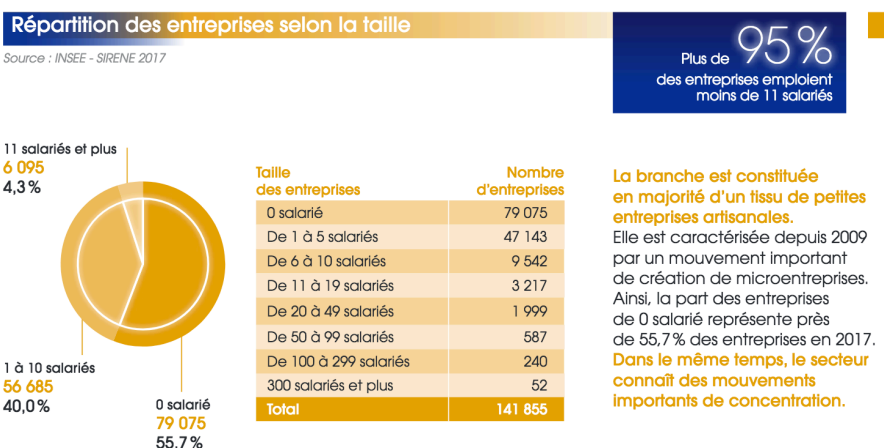 Répartition des entreprises selon la taille
Source : INSEE - SIRENE 2017
Plus de 95%
des entreprises emploient
moins de 11 salariés
11 salariés et plus
6 095
4,3 %
1 à 10 salariés
56 685
40,0 %
0 salarié
79 075
55,7 %
Taille des entreprises Nombre d'entreprises
0 salarié 79 075
De 1 à 5 salariés 47 143
De 6 à 10 salariés 9 542
De 11 à 19 salariés 3 217
De 20 à 49 salariés 1 999
De 50 à 99 salariés 587
De 100 à 299 salariés 240
300 salariés et plus 52
Total 141 855
La branche est constituée
en majorité d'un tissu de petites
entreprises artisanales.
Elle est caractérisée depuis 2009
par un mouvement important
de création de microentreprises.
Ainsi, la part des entreprises
de 0 salarié représente près
de 55,7 % des entreprises en 2017.
Dans le même temps, le secteur
connaît des mouvements
importants de concentration.